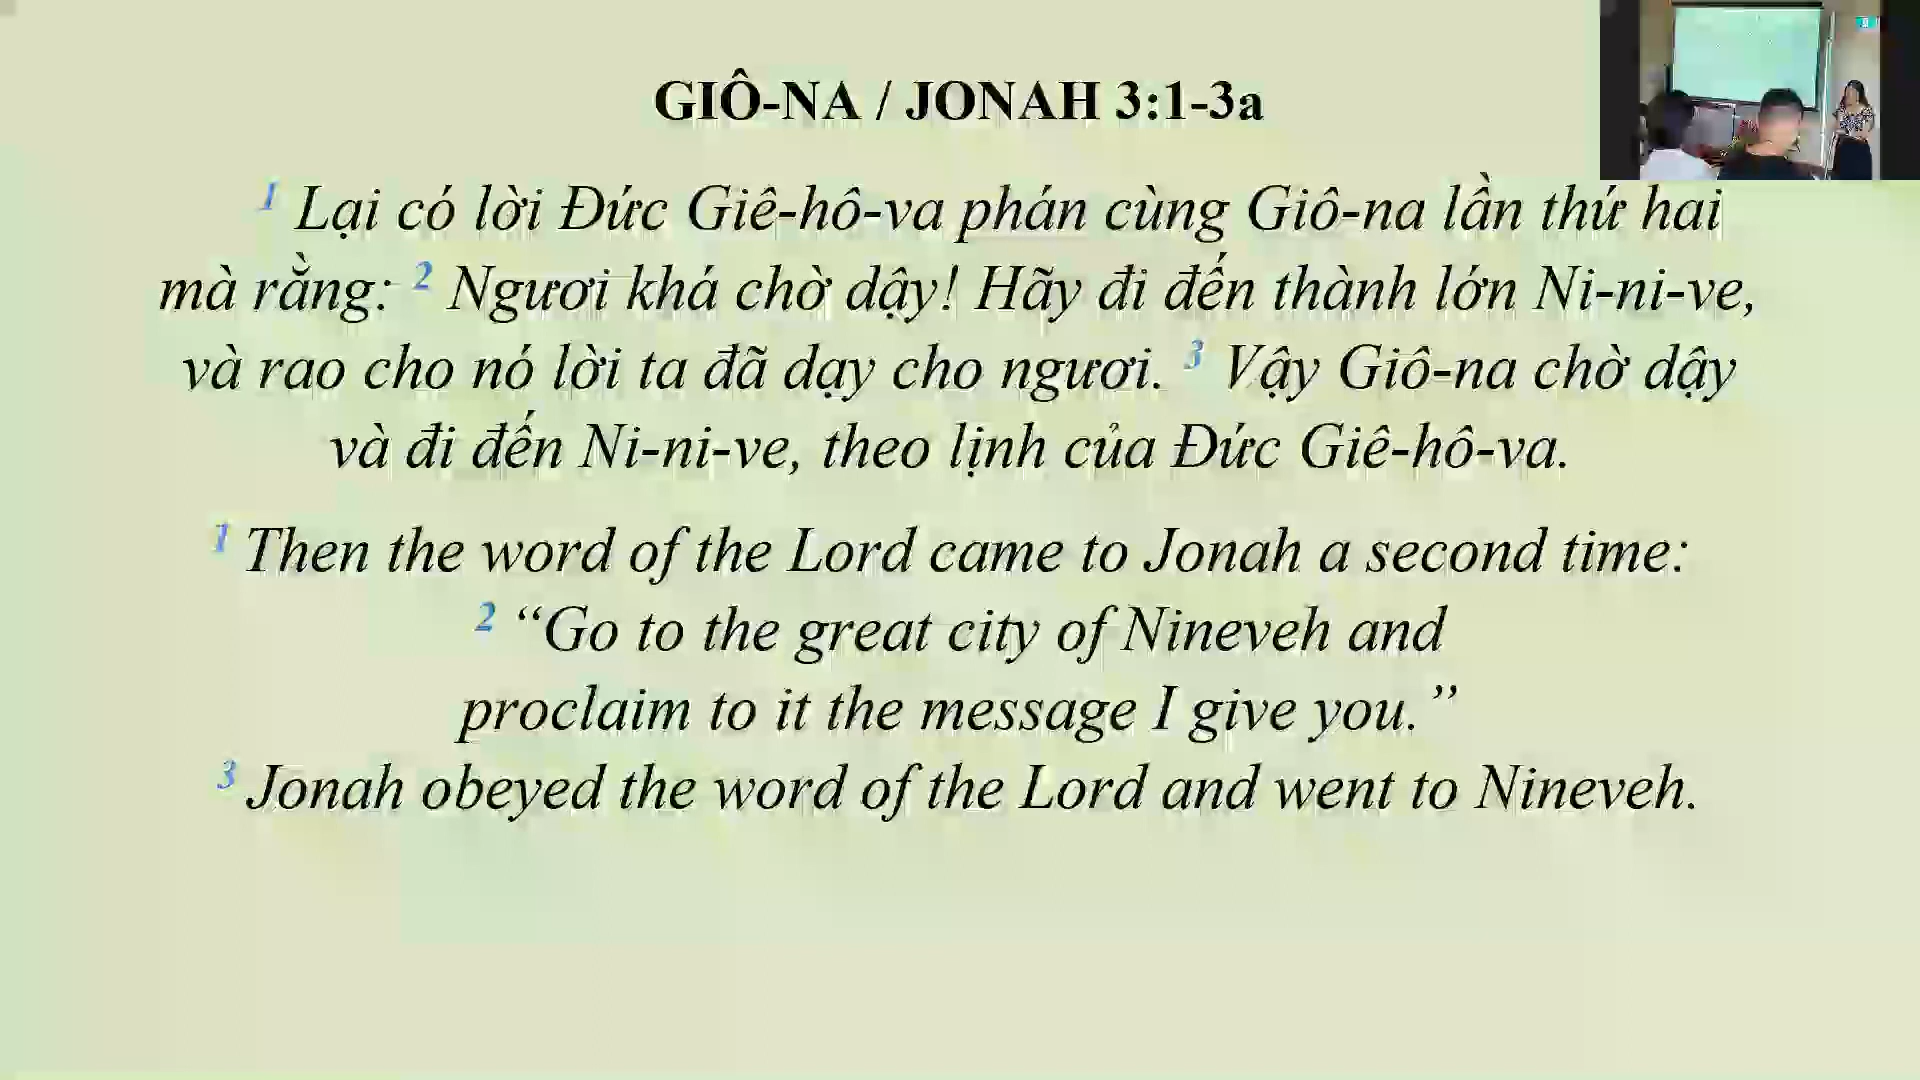 GIÔ-NA / JONAH 3:1-3a
1 Lại có lời Đức Giê-hô-va phán cùng Giô-na lần thứ hai
mà rằng: 2 Ngươi khá chờ dậy! Hãy đi đến thành lớn Ni-ni-ve,
và rao cho nó lời ta đã dạy cho ngươi. 3 Vậy Giô-na chờ dậy
và đi đến Ni-ni-ve, theo lịnh của Đức Giê-hô-va.
1 Then the word of the Lord came to Jonah a second time:
2 “Go to the great city of Nineveh and
proclaim to it the message I give you.”
3 Jonah obeyed the word of the Lord and went to Nineveh.